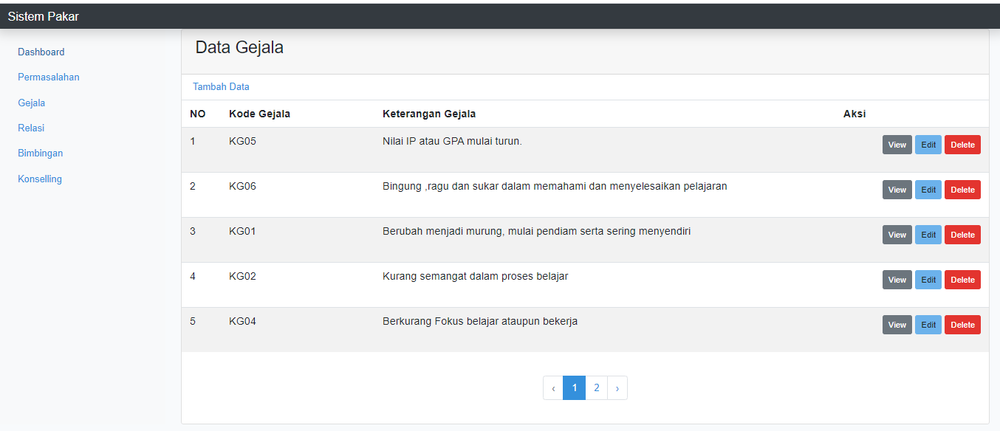 Sistem Pakar
Dashboard
Permasalahan
Gejala
Relasi
Bimbingan
Konselling
Data Gejala
Tambah Data
NO Kode Gejala Keterangan Gejala Aksi
1 KG05 Nilai IP atau GPA mulai turun. View Edit Delete
2 KG06 Bingung ,ragu dan sukar dalam memahami dan menyelesaikan pelajaran View Edit Delete
3 KG01 Berubah menjadi murung, mulai pendiam serta sering menyendiri View Edit Delete
4 KG02 Kurang semangat dalam proses belajar View Edit Delete
5 KG04 Berkurang Fokus belajar ataupun bekerja View Edit Delete
‹ 1 2 ›